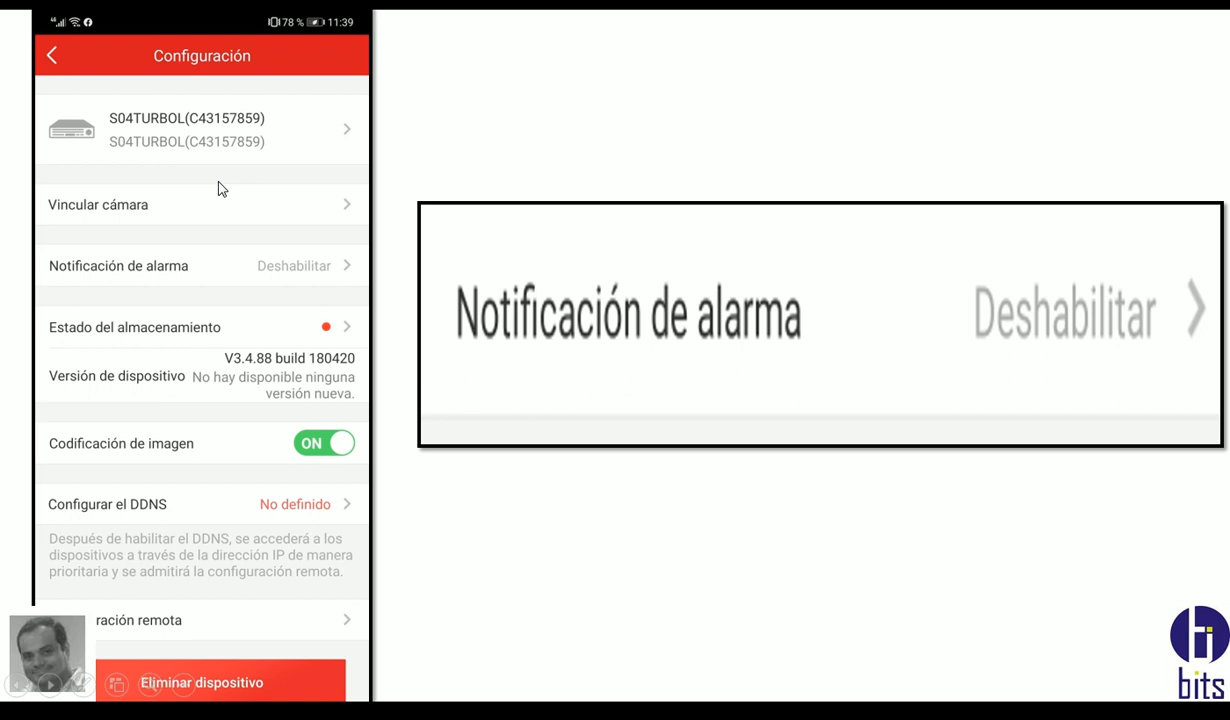 78 % 11:39
Configuración
S04TURBOL(C43157859)
S04TURBOL(C43157859)
Vincular cámara
Notificación de alarma Deshabilitar
Estado del almacenamiento
V3.4.88 build 180420
Versión de dispositivo No hay disponible ninguna
versión nueva.
Codificación de imagen ON
Configurar el DDNS No definido
Después de habilitar el DDNS, se accederá a los
dispositivos a través de la dirección IP de manera
prioritaria y se admitirá la configuración remota.
ración remota
Eliminar dispositivo
Notificación de alarma Deshabilitar
bits